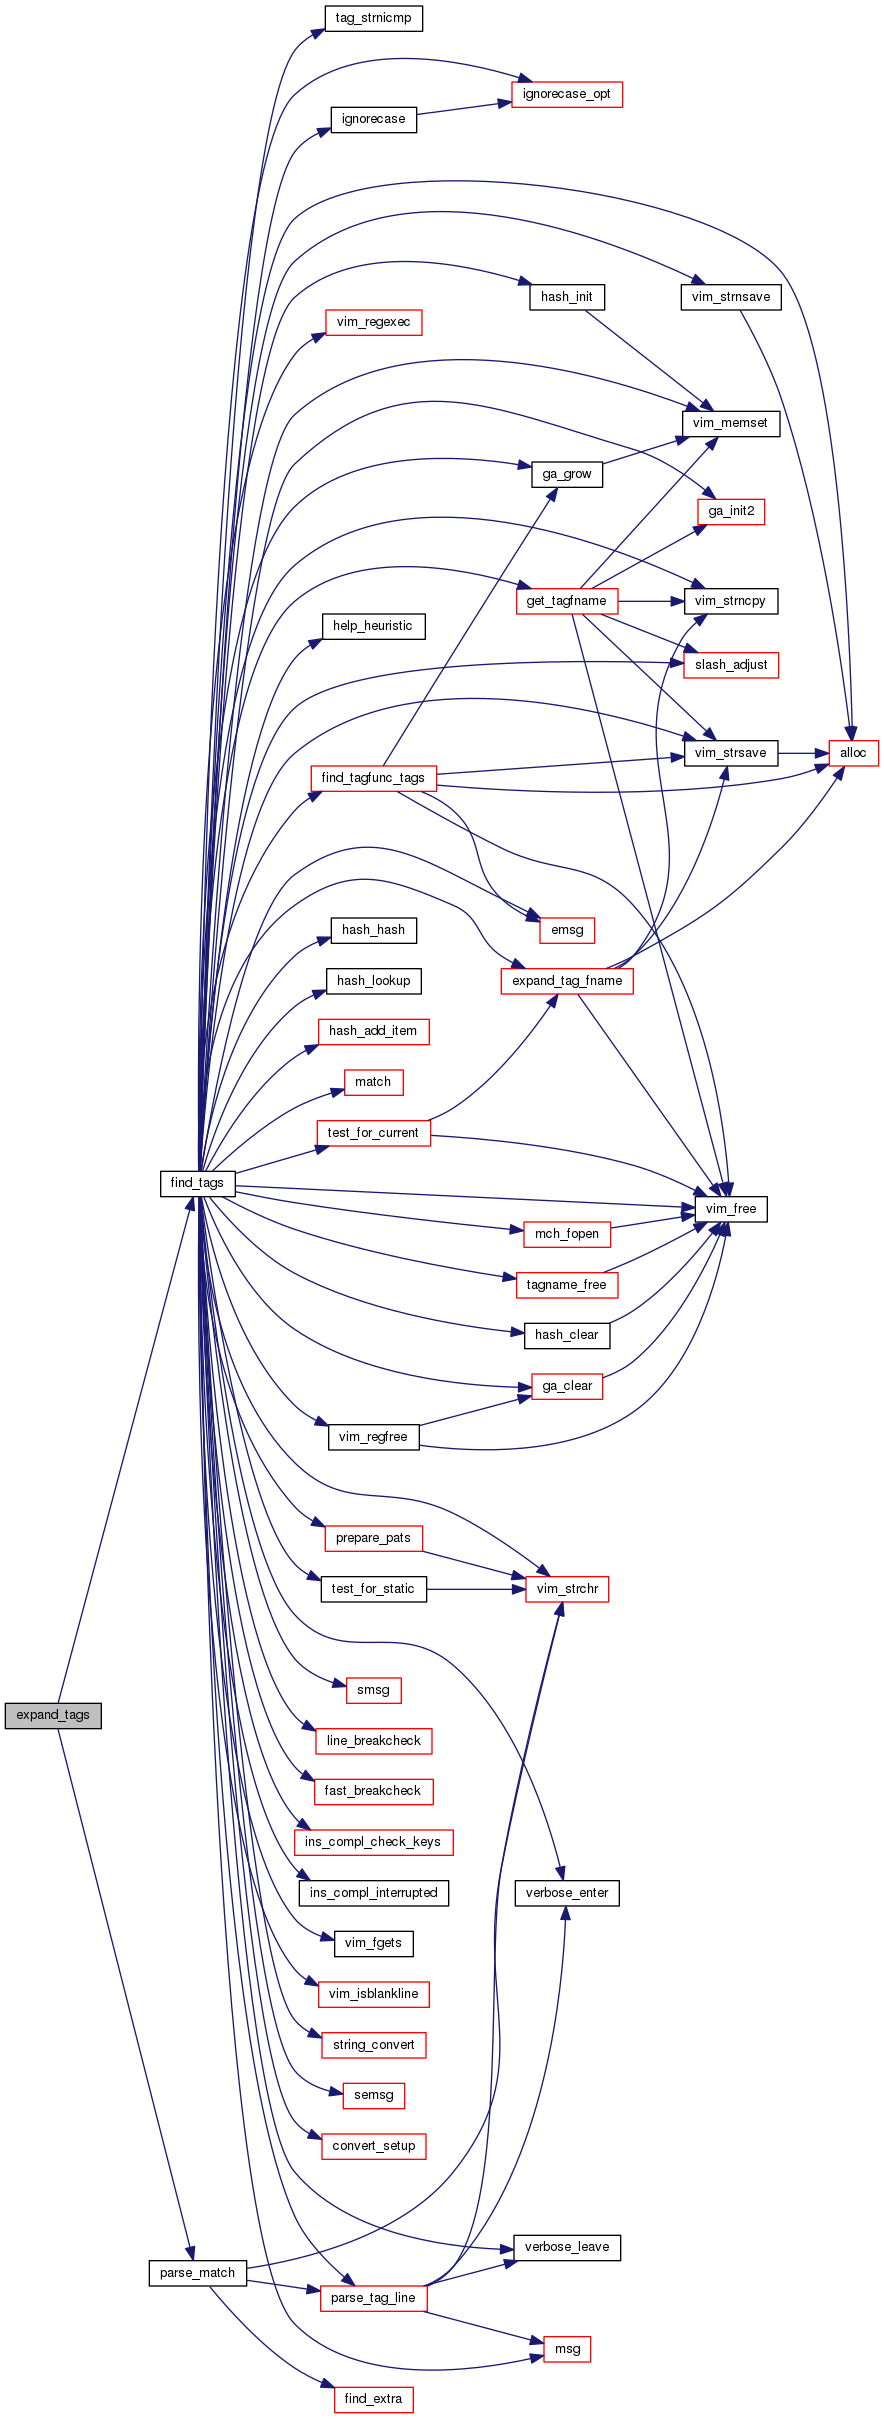 tag_strnicmp
ignorecase_opt
ignorecase
hash_init
vim_strnsave
vim_regexec
vim_memset
ga_grow
ga_init2
get_tagfname
vim_strncpy
help_heuristic
slash_adjust
vim_strsave
alloc
find_tagfunc_tags
hash_hash
emsg
hash_lookup
expand_tag_fname
hash_add_item
match
test_for_current
find_tags
vim_free
mch_fopen
tagname_free
hash_clear
ga_clear
vim_regfree
prepare_pats
test_for_static
vim_strchr
smsg
expand_tags
line_breakcheck
fast_breakcheck
ins_compl_check_keys
ins_compl_interrupted
verbose_enter
vim_fgets
vim_isblankline
string_convert
semsg
convert_setup
verbose_leave
parse_match
parse_tag_line
msg
find_extra